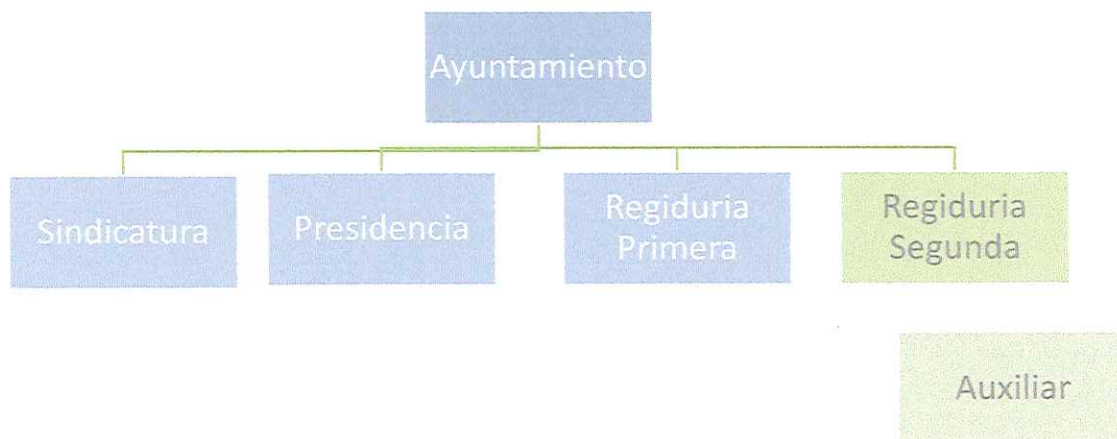 Ayuntamiento
Sindicatura
Presidencia
Regiduria
Primera
Regiduria
Segunda
Auxiliar